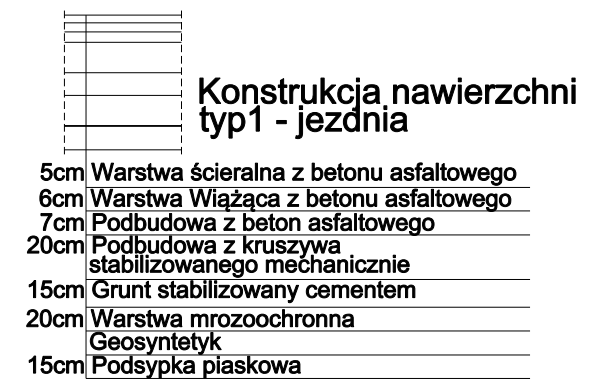 Konstrukcja nawierzchni
typ1 - jezdnia
5cm Warstwa ścieralna z betonu asfaltowego
6cm Warstwa Wiążąca z betonu asfaltowego
7cm Podbudowa z beton asfaltowego
20cm Podbudowa z kruszywa
stabilizowanego mechanicznie
15cm Grunt stabilizowany cementem
20cm Warstwa mrozoochronna
Geosyntetyk
15cm Podsypka piaskowa